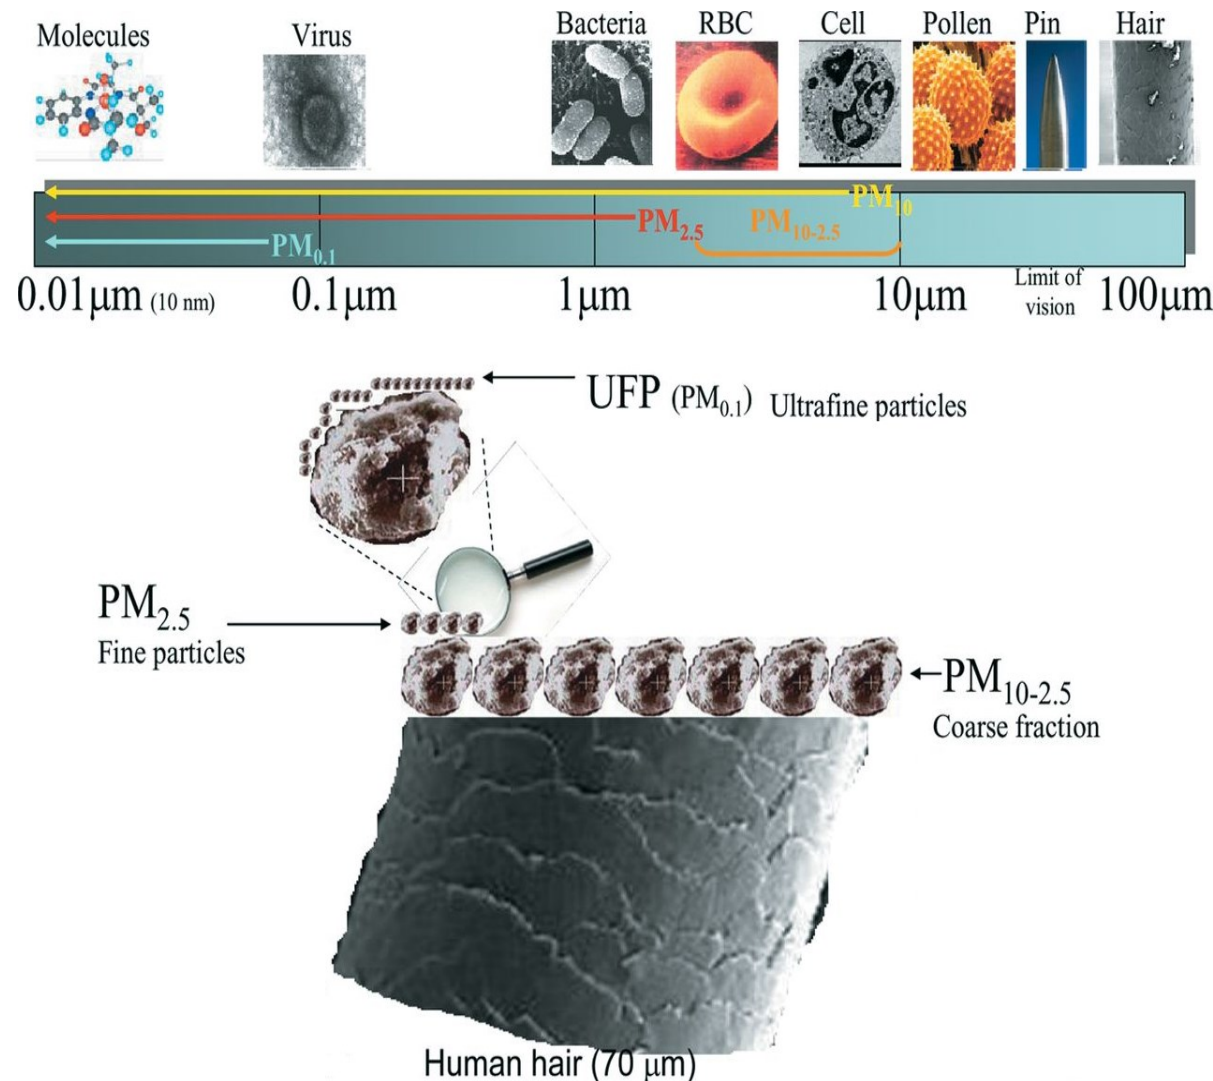 Molecules
Virus
Bacteria
RBC
Cell
Pollen
Pin
Hair
PM10
PM2.5
PM10-2.5
PM0.1
0.01μm (10 nm)
0.1μm
1μm
10μm
Limit of
vision
100μm
UFP (PM0.1) Ultrafine particles
PM2.5
Fine particles
PM10-2.5
Coarse fraction
Human hair (70 μm)